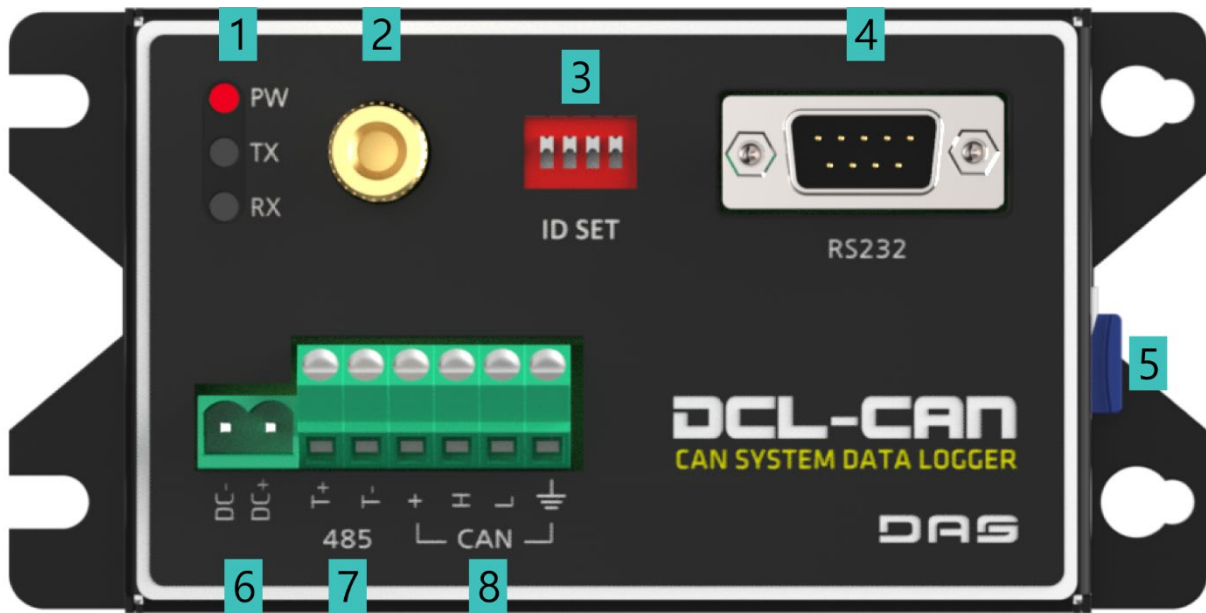 1
2
3
4
PW
TX
RX
ID SET
RS232
5
DCL-CAN
CAN SYSTEM DATA LOGGER
DAS
DC-
DC+
T+
T-
+
H
L
485
CAN
6
7
8